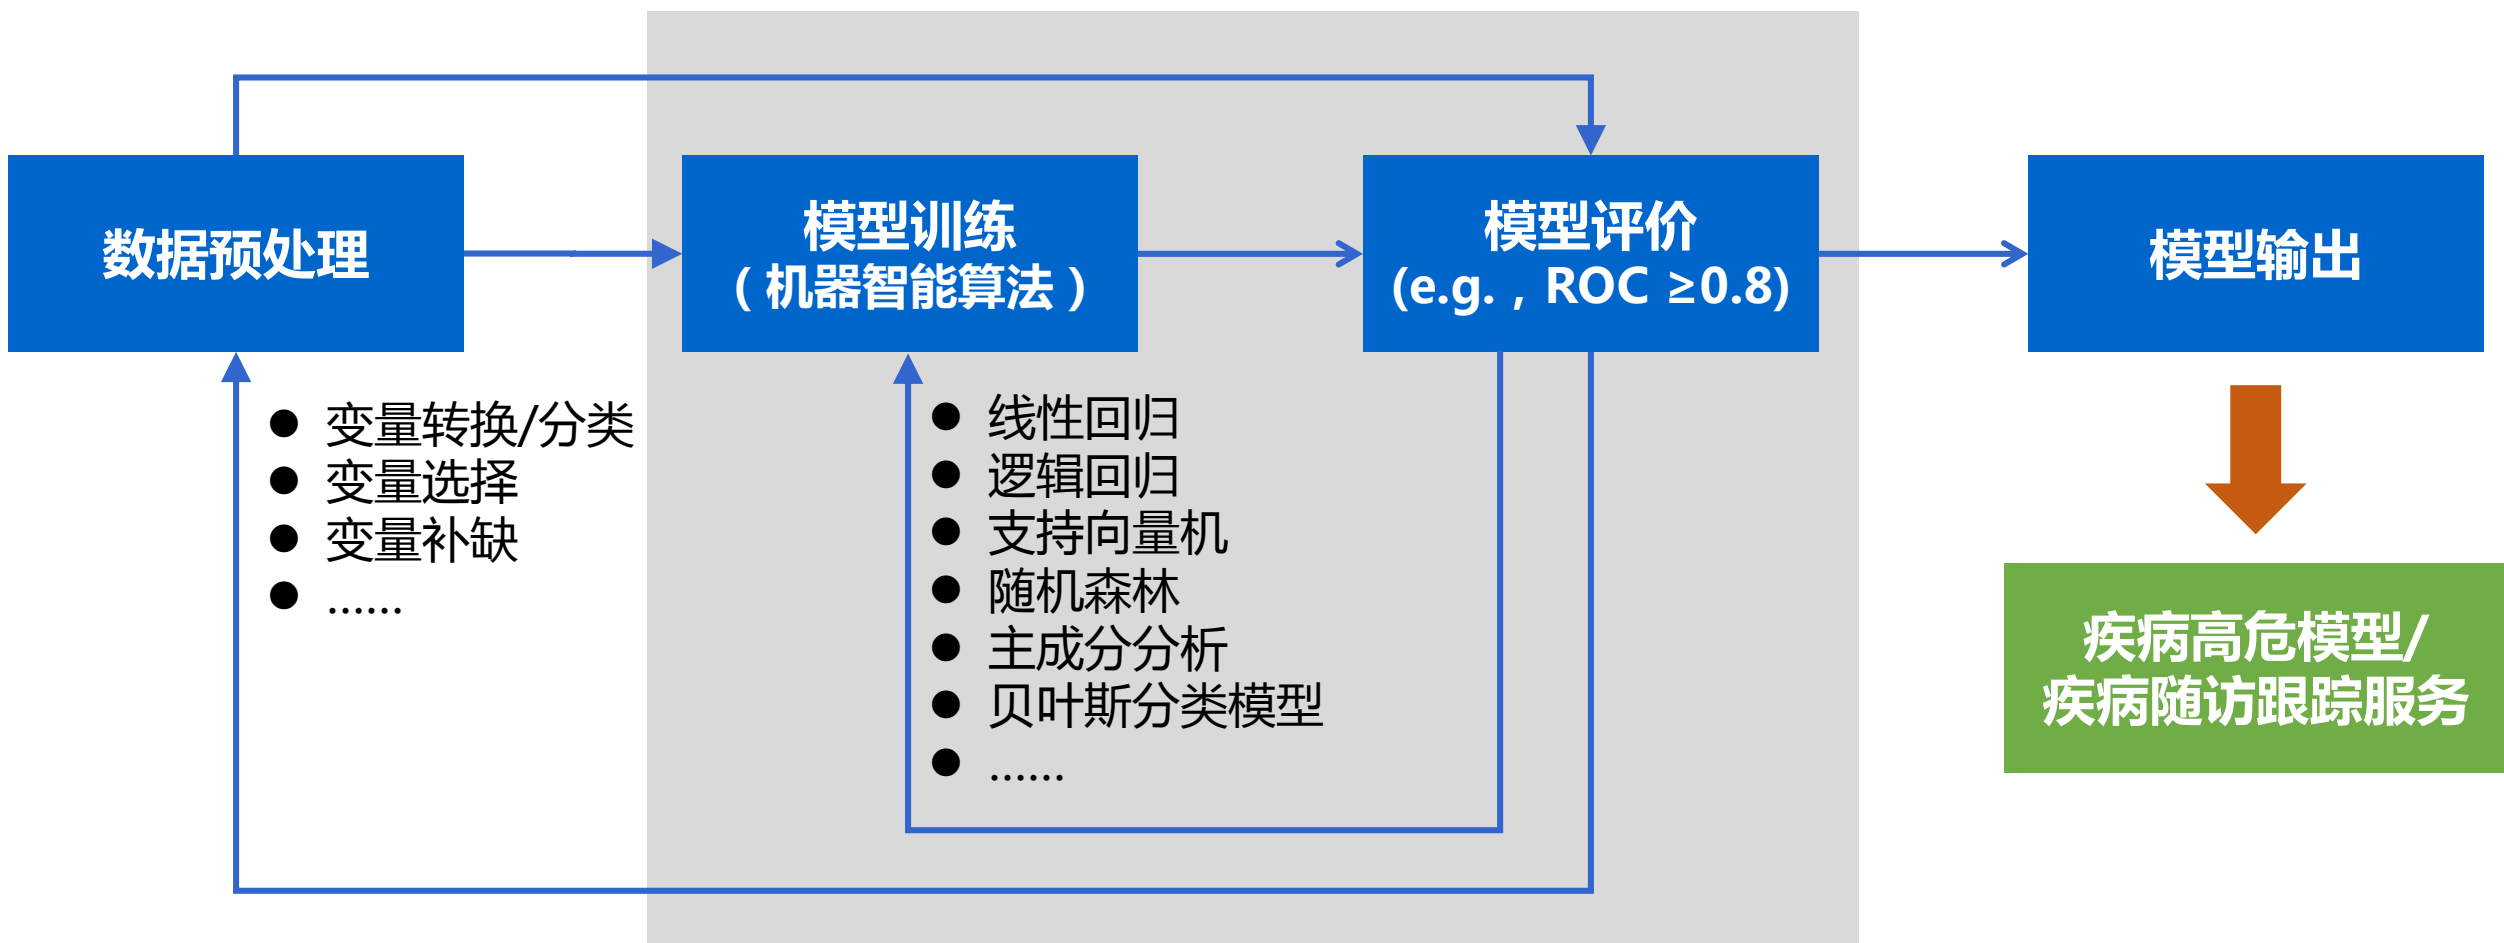 数据预处理
模型训练
(机器智能算法)
模型评价
(e.g.，ROC ≥0.8)
模型输出
● 变量转换/分类
● 变量选择
● 变量补缺
● ……
● 线性回归
● 逻辑回归
● 支持向量机
● 随机森林
● 主成分分析
● 贝叶斯分类模型
● ……
疾病高危模型/
疾病随访跟踪服务